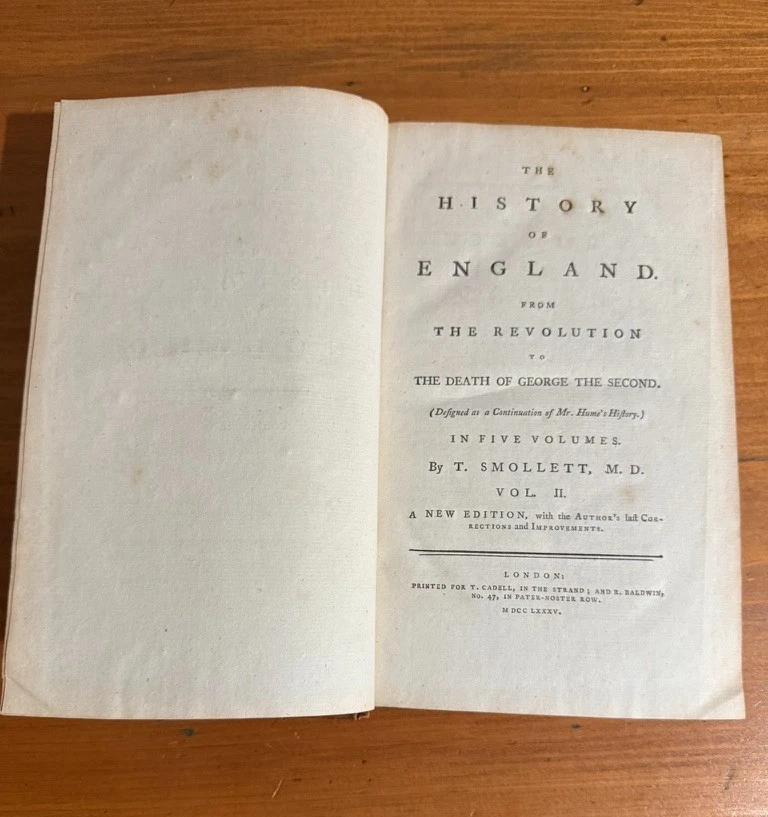 THE
HISTORY
OF
ENGLAND.
FROM
THE REVOLUTION
TO
THE DEATH OF GEORGE THE SECOND.
(Deſigned as a Continuation of Mr. Hume's Hiſtory.)
IN FIVE VOLUMES.
By T. SMOLLETT, M. D.
VOL. II.
A NEW EDITION, with the AUTHOR'S laſt COR-
RECTIONS and IMPROVEMENTS.
LONDON:
PRINTED FOR T. CADELL, IN THE STRAND; AND R. BALDWIN,
No. 47, IN PATER-NOSTER ROW.
M DCC LXXXV.